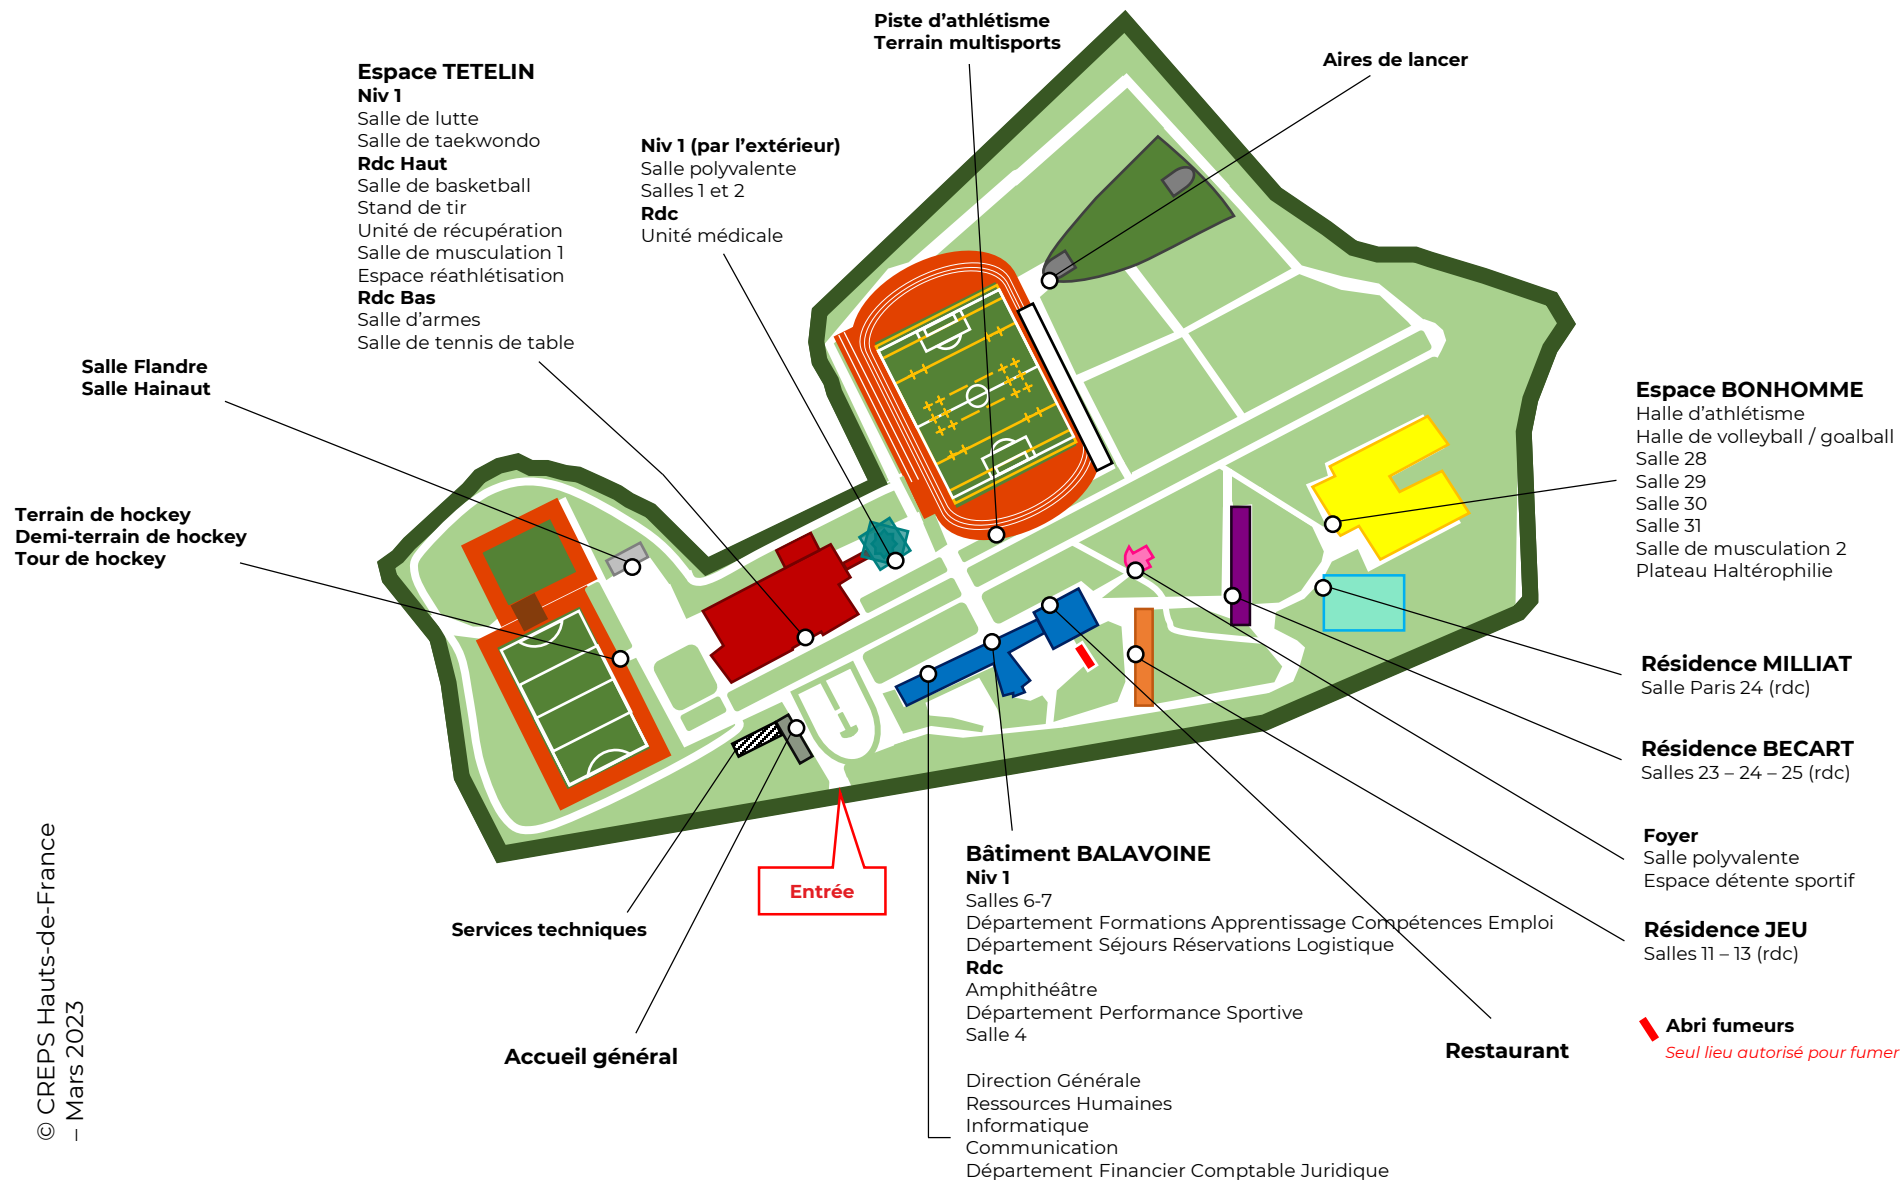 Piste d'athlétisme
Terrain multisports
Aires de lancer
Espace TETELIN
Niv 1
Salle de lutte
Salle de taekwondo
Rdc Haut
Salle de basketball
Stand de tir
Unité de récupération
Salle de musculation 1
Espace réathlétisation
Rdc Bas
Salle d'armes
Salle de tennis de table
Niv 1 (par l'extérieur)
Salle polyvalente
Salles 1 et 2
Rdc
Unité médicale
Salle Flandre
Salle Hainaut
Terrain de hockey
Demi-terrain de hockey
Tour de hockey
Espace BONHOMME
Halle d'athlétisme
Halle de volleyball / goalball
Salle 28
Salle 29
Salle 30
Salle 31
Salle de musculation 2
Plateau Haltérophilie
Résidence MILLIAT
Salle Paris 24 (rdc)
Résidence BECART
Salles 23 – 24 – 25 (rdc)
Foyer
Salle polyvalente
Espace détente sportif
Résidence JEU
Salles 11 – 13 (rdc)
Abri fumeurs
Seul lieu autorisé pour fumer
Entrée
Services techniques
Accueil général
Bâtiment BALAVOINE
Niv 1
Salles 6-7
Département Formations Apprentissage Compétences Emploi
Département Séjours Réservations Logistique
Rdc
Amphithéâtre
Département Performance Sportive
Salle 4
Direction Générale
Ressources Humaines
Informatique
Communication
Département Financier Comptable Juridique
Restaurant
© CREPS Hauts-de-France
– Mars 2023